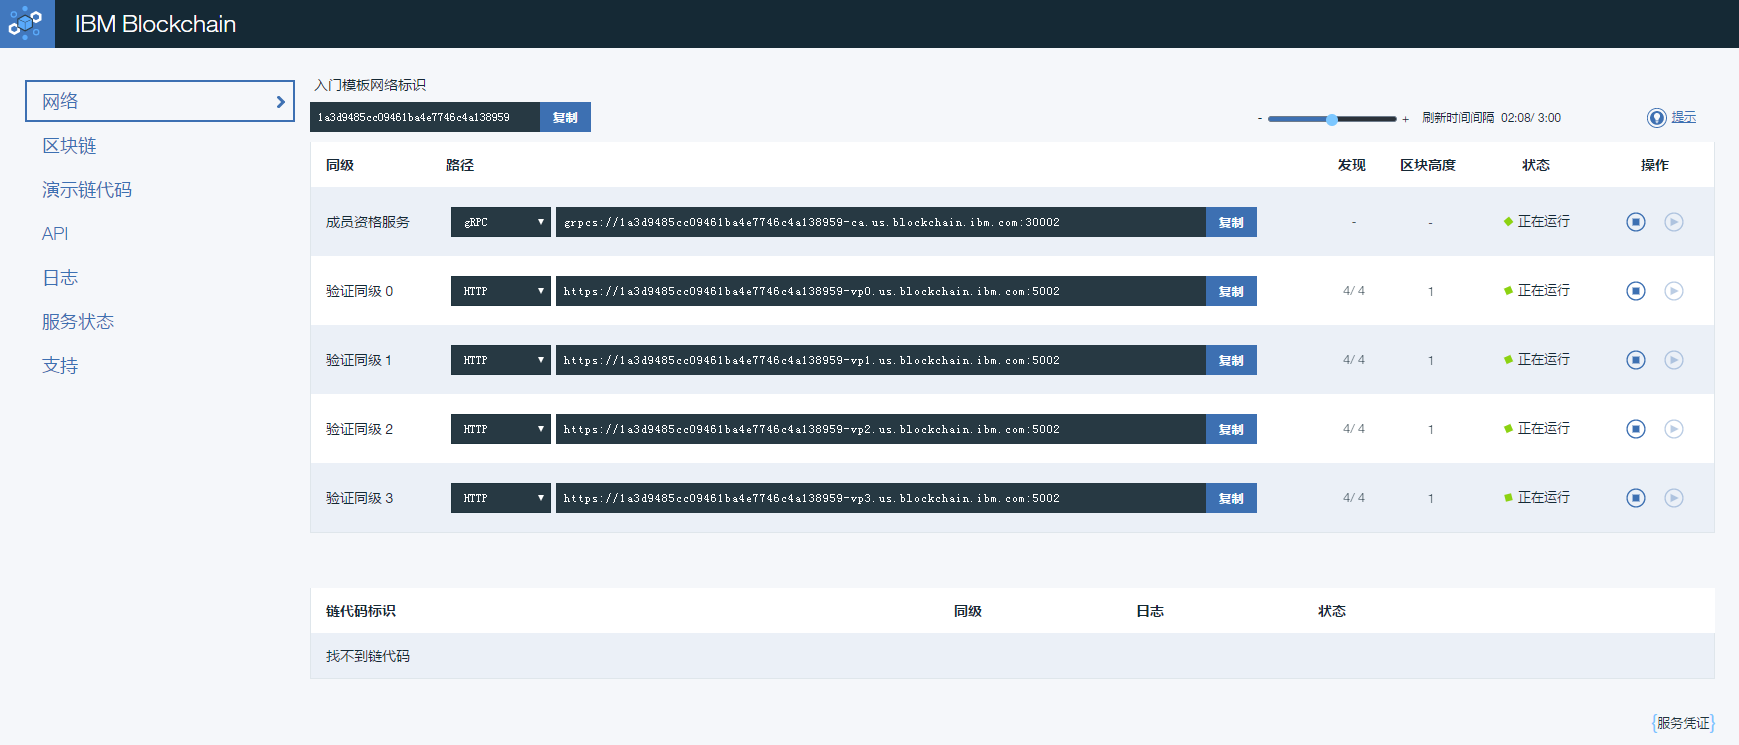 IBM Blockchain
网络
区块链
演示链代码
API
日志
服务状态
支持
入门模板网络标识
1a3d9485cc09461ba4e7746c4a138959 复制
- + 刷新时间间隔 02:08/ 3:00 提示
同级 路径 发现 区块高度 状态 操作
成员资格服务 gRPC grpcs://1a3d9485cc09461ba4e7746c4a138959-ca.us.blockchain.ibm.com:30002 复制 - - 正在运行
验证同级 0 HTTP https://1a3d9485cc09461ba4e7746c4a138959-vp0.us.blockchain.ibm.com:5002 复制 4/ 4 1 正在运行
验证同级 1 HTTP https://1a3d9485cc09461ba4e7746c4a138959-vp1.us.blockchain.ibm.com:5002 复制 4/ 4 1 正在运行
验证同级 2 HTTP https://1a3d9485cc09461ba4e7746c4a138959-vp2.us.blockchain.ibm.com:5002 复制 4/ 4 1 正在运行
验证同级 3 HTTP https://1a3d9485cc09461ba4e7746c4a138959-vp3.us.blockchain.ibm.com:5002 复制 4/ 4 1 正在运行
链代码标识 同级 日志 状态
找不到链代码
{服务凭证}